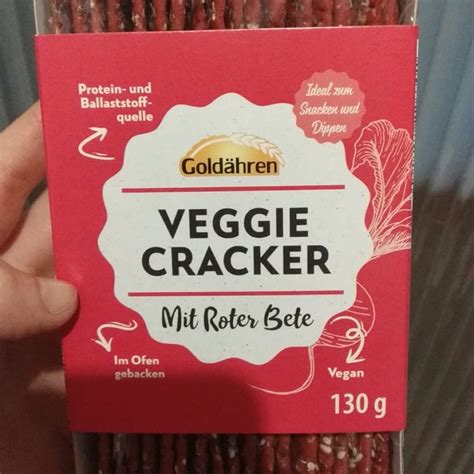 Protein- und
Ballaststoff-
quelle
Ideal zum
Snacken und
Dippen
Goldähren
VEGGIE
CRACKER
Mit Roter Bete
Im Ofen
gebacken
Vegan
130 g